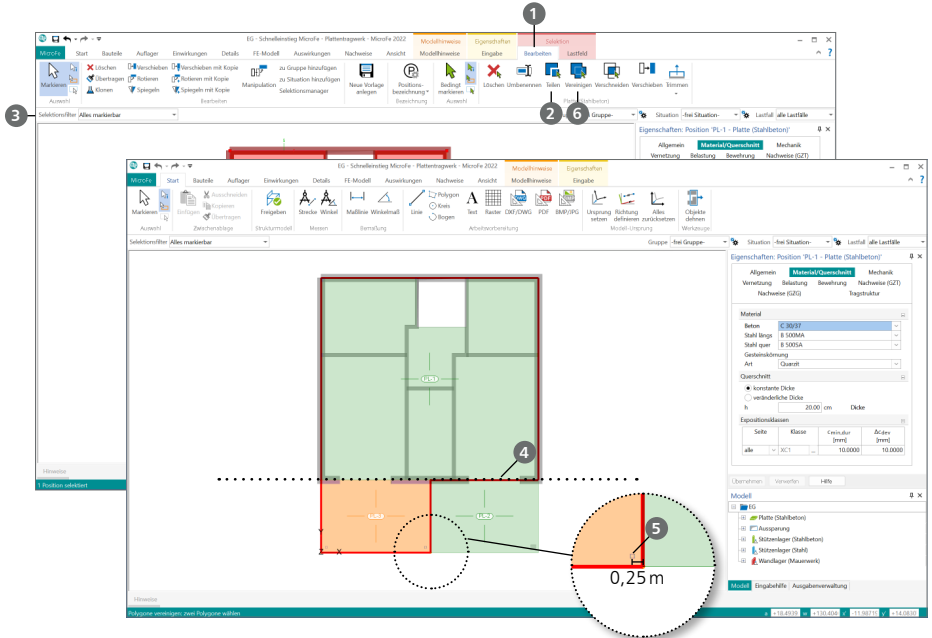 1
EG - Schnelleinstieg MicroFe - Plattentragwerk - MicroFe 2022
Modellhinweise
Eigenschaften
Selektion
MicroFe
Start
Bauteile
Auflager
Einwirkungen
Details
FE-Modell
Auswirkungen
Nachweise
Ansicht
Modellhinweise
Eingabe
Bearbeiten
Lastfeld
Markieren
Löschen
Übertragen
Klonen
Verschieben
Rotieren
Spiegeln
Verschieben mit Kopie
Rotieren mit Kopie
Spiegeln mit Kopie
Manipulation
zu Gruppe hinzufügen
zu Situation hinzufügen
Selektionsmanager
Neue Vorlage
anlegen
Positions-
bezeichnung
Bedingt
markieren
Löschen
Umbenennen
Teilen
Vereinigen
Verschneiden
Verschieben
Trimmen
Auswahl
Bearbeiten
Bezeichnung
Auswahl
2
6
3
Selektionsfilter
Alles markierbar
Situation
-frei Situation-
Lastfall
alle Lastfälle
Eigenschaften: Position 'PL-1 - Platte (Stahlbeton)'
Allgemein
Material/Querschnitt
Mechanik
Vernetzung
Belastung
Bewehrung
Nachweise (GZT)
EG - Schnelleinstieg MicroFe - Plattentragwerk - MicroFe 2022
Modellhinweise
Eigenschaften
MicroFe
Start
Bauteile
Auflager
Einwirkungen
Details
FE-Modell
Auswirkungen
Nachweise
Ansicht
Modellhinweise
Eingabe
Markieren
Einfügen
Ausschneiden
Kopieren
Übertragen
Freigeben
Strecke
Winkel
Maßlinie
Winkelmaß
Linie
Polygon
Kreis
Bogen
Text
Raster
DXF/DWG
PDF
BMP/JPG
Ursprung
setzen
Richtung
definieren
Alles
zurücksetzen
Objekte
drehen
Auswahl
Zwischenablage
Strukturmodell
Messen
Bemaßung
Arbeitsvorbereitung
Modell-Ursprung
Werkzeuge
Selektionsfilter
Alles markierbar
Gruppe
-frei Gruppe-
Situation
-frei Situation-
Lastfall
alle Lastfälle
Eigenschaften: Position 'PL-1 - Platte (Stahlbeton)'
Allgemein
Material/Querschnitt
Mechanik
Vernetzung
Belastung
Bewehrung
Nachweise (GZT)
Nachweise (GZG)
Tragstruktur
Material
Beton
C 30/37
Stahl längs
B 500MA
Stahl quer
B 500SA
Gesteinskörnung
Art
Quarzit
Querschnitt
konstante Dicke
veränderliche Dicke
h
20.00
cm
Dicke
Expositionsklassen
Seite
Klasse
cmin,dur
[mm]
Δcdev
[mm]
alle
XC1
...
10.0000
10.0000
Übernehmen
Verwerfen
Hilfe
Modell
EG
Platte (Stahlbeton)
Aussparung
Stützenlager (Stahlbeton)
Stützenlager (Stahl)
Wandlager (Mauerwerk)
Modell
Eingabehilfe
Ausgabenverwaltung
PL-1
4
PL-2
Y
Z
X
5
0,25 m
Hinweise
1 Position selektiert
Hinweise
Polygone vereinigen: zwei Polygone wählen